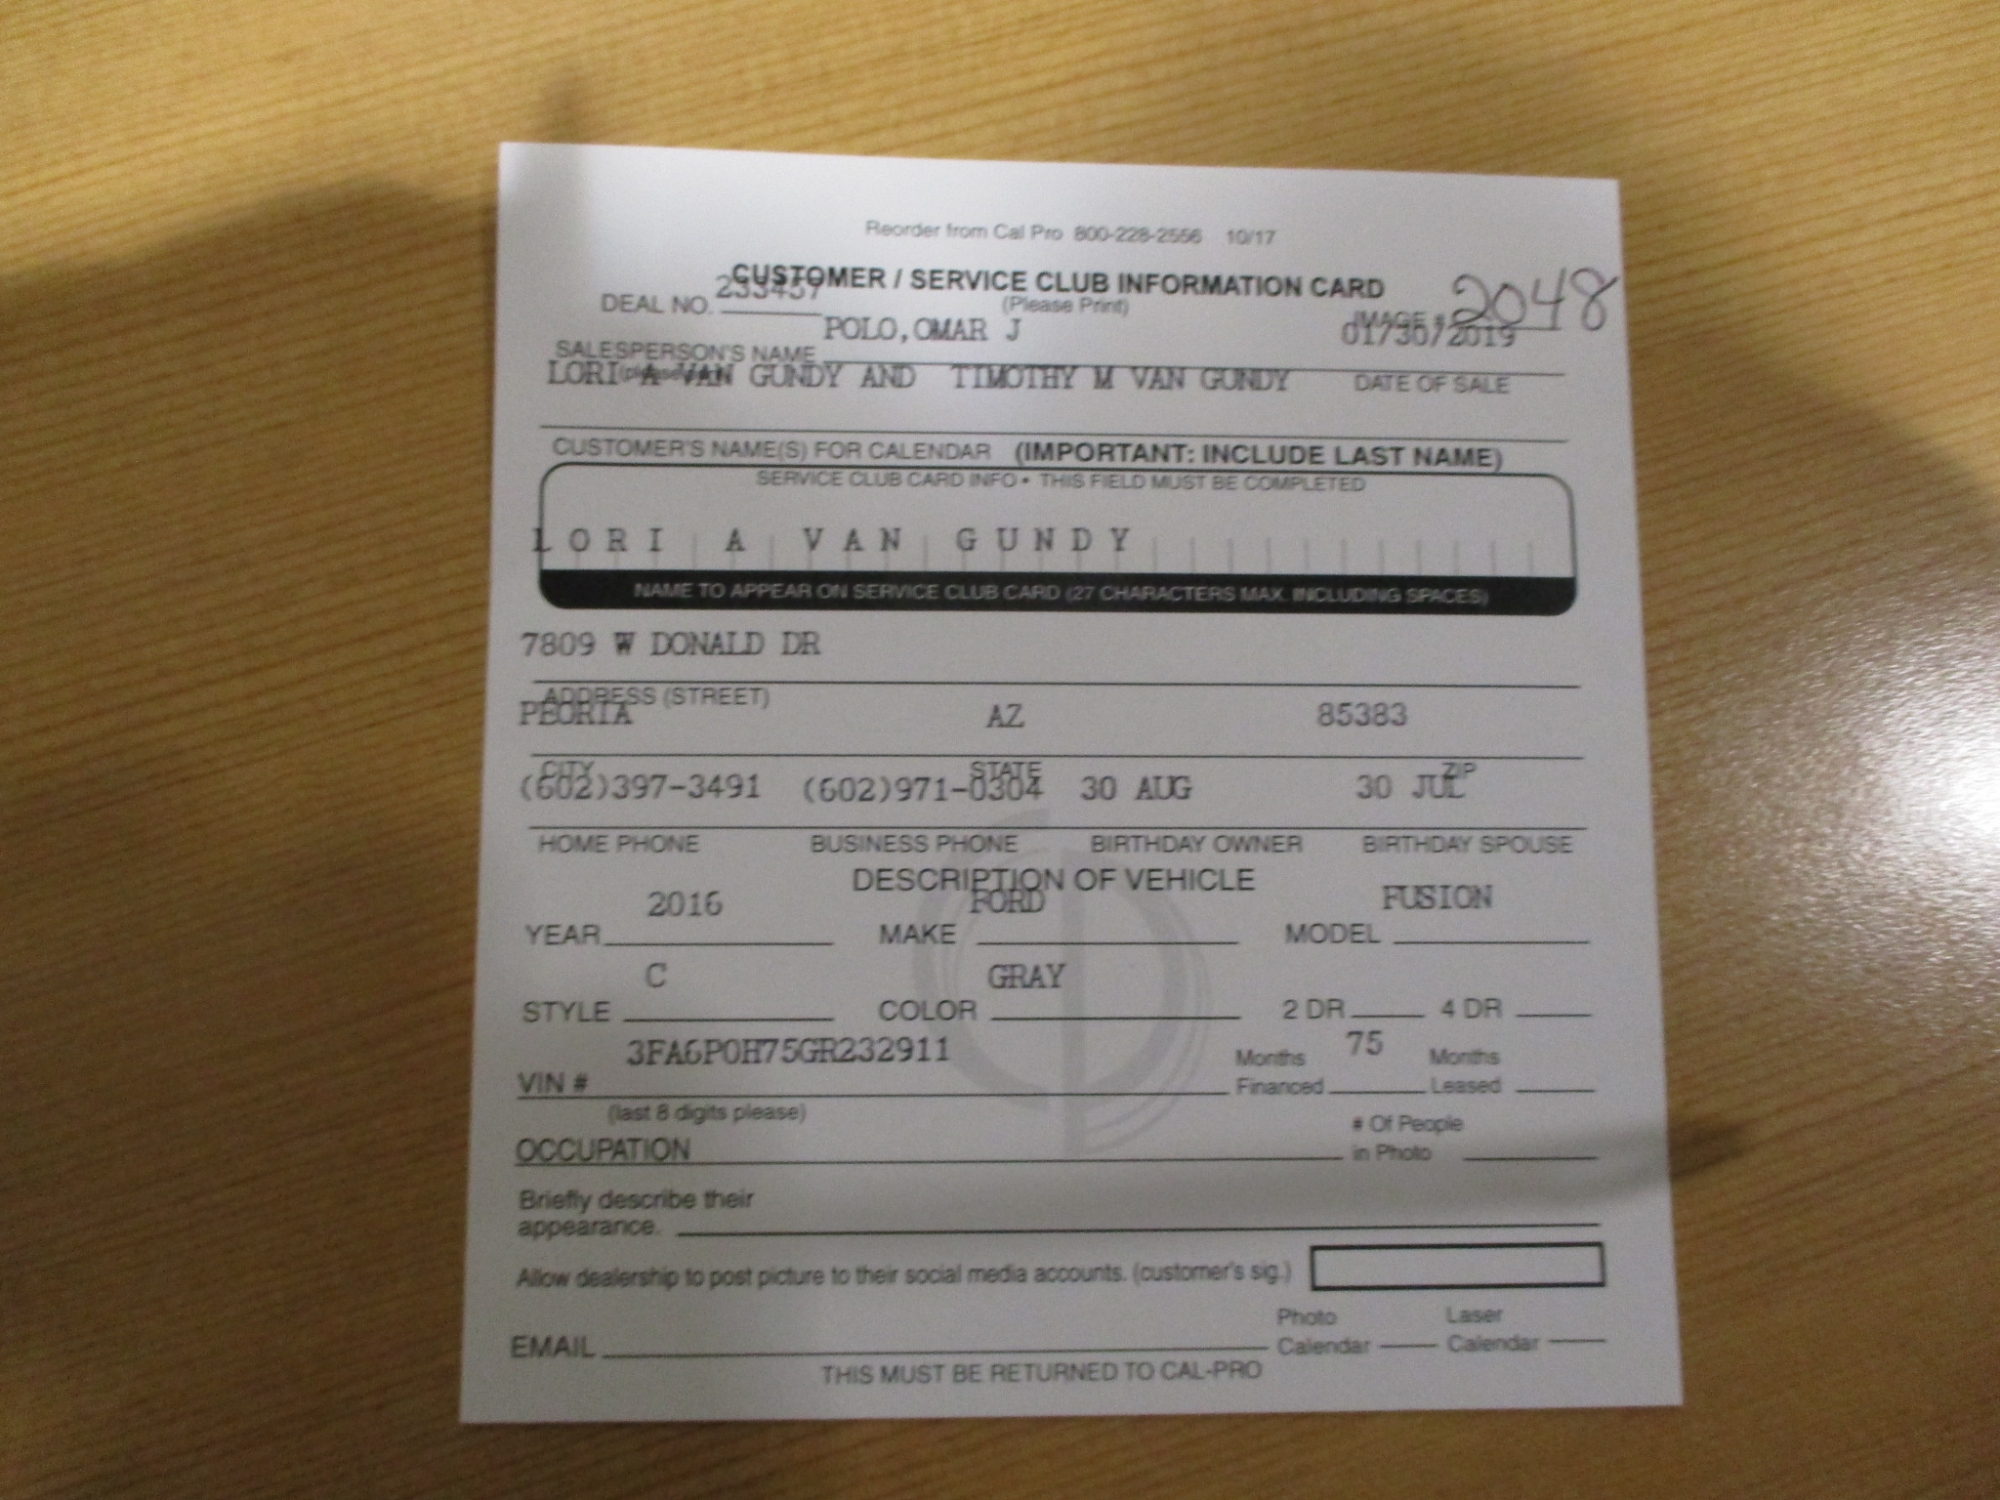 Reorder from Cal Pro 800-228-2556 10/17
CUSTOMER / SERVICE CLUB INFORMATION CARD
DEAL NO. 233457 (Please Print) IMAGE # 2048
POLO, OMAR J 01/30/2019
SALESPERSON'S NAME
LORI A VAN GUNDY AND TIMOTHY M VAN GUNDY DATE OF SALE
CUSTOMER'S NAME(S) FOR CALENDAR (IMPORTANT: INCLUDE LAST NAME)
SERVICE CLUB CARD INFO • THIS FIELD MUST BE COMPLETED
LORI A VAN GUNDY
NAME TO APPEAR ON SERVICE CLUB CARD (27 CHARACTERS MAX. INCLUDING SPACES)
7809 W DONALD DR
ADDRESS (STREET)
PEORIA AZ 85383
CITY STATE ZIP
(602)397-3491 (602)971-0304 30 AUG 30 JUL
HOME PHONE BUSINESS PHONE BIRTHDAY OWNER BIRTHDAY SPOUSE
DESCRIPTION OF VEHICLE
2016 FORD FUSION
YEAR MAKE MODEL
C GRAY
STYLE COLOR 2 DR 4 DR
3FA6P0H75GR232911 Months 75 Months
VIN # Financed Leased
(last 8 digits please)
# Of People
OCCUPATION in Photo
Briefly describe their
appearance.
Allow dealership to post picture to their social media accounts. (customer's sig.)
Photo Laser
EMAIL Calendar Calendar
THIS MUST BE RETURNED TO CAL-PRO